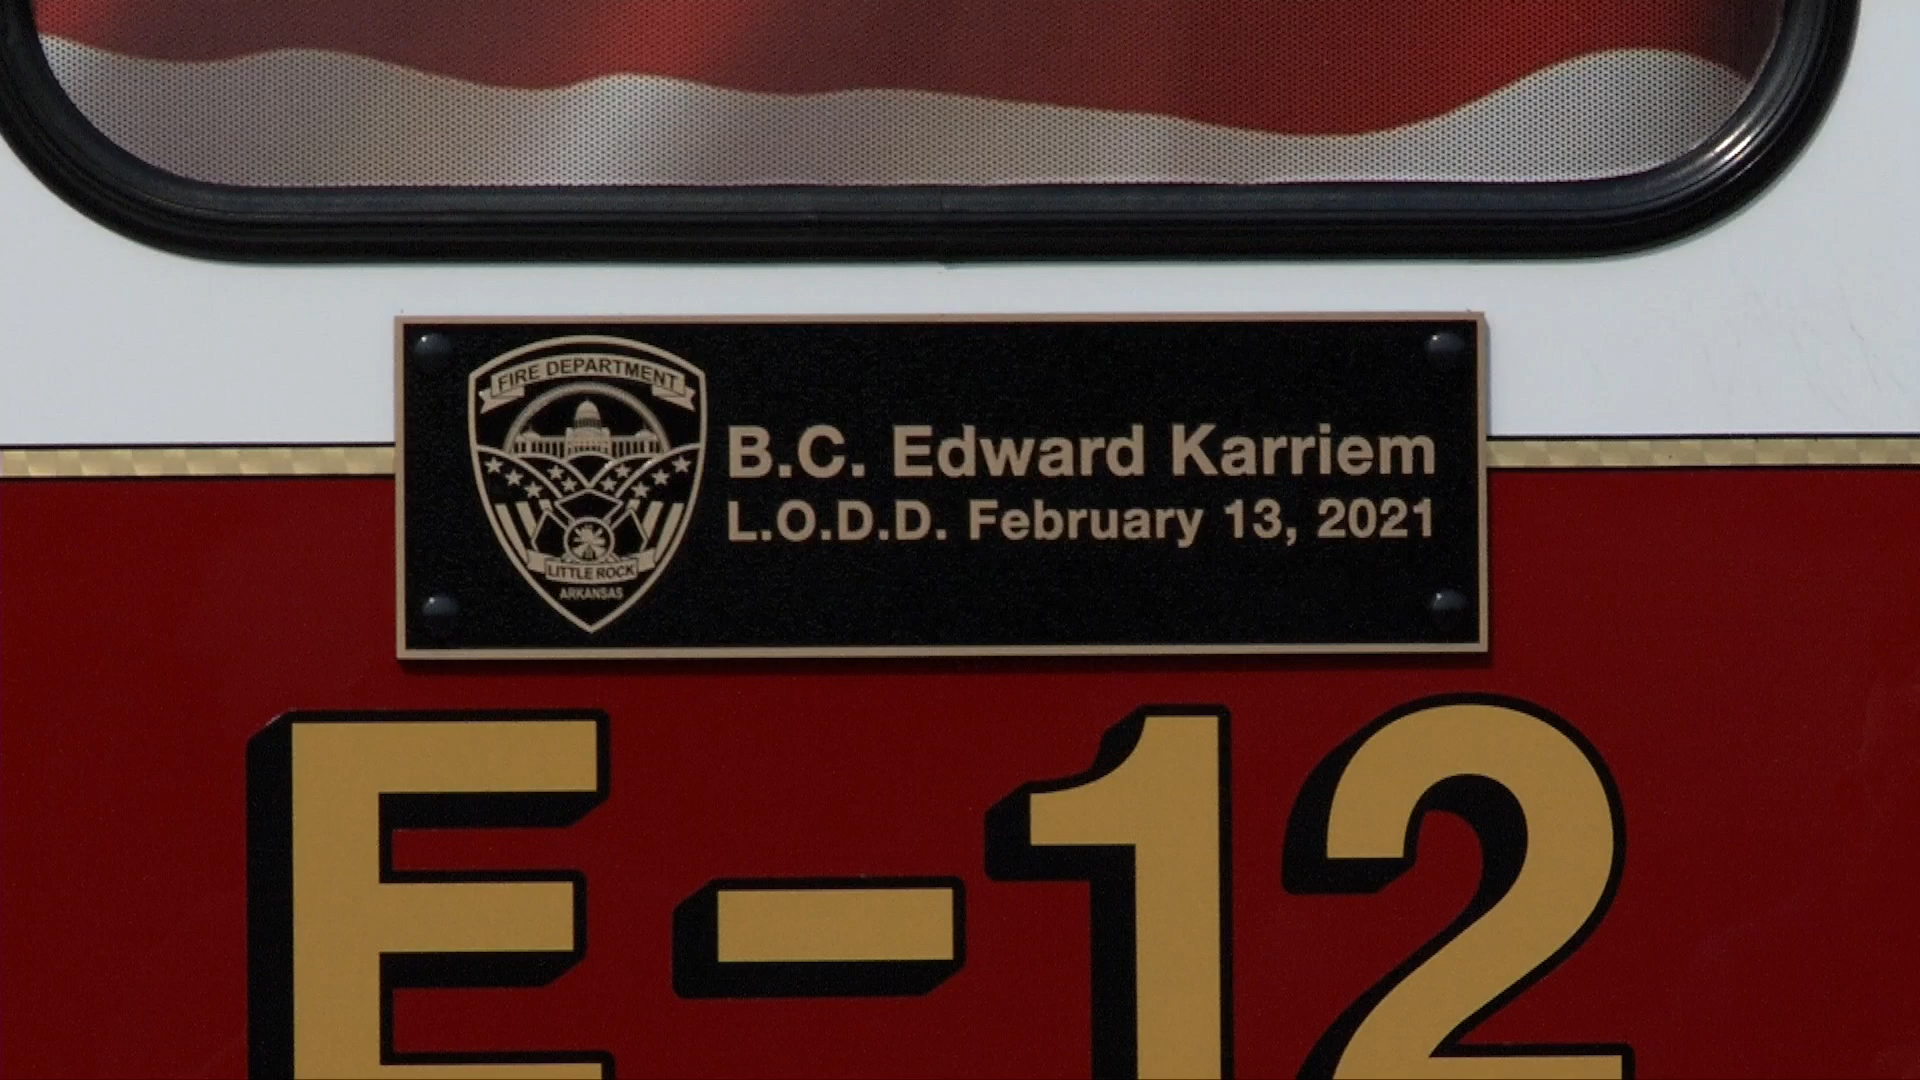 FIRE DEPARTMENT
LITTLE ROCK
ARKANSAS
B.C. Edward Karriem
L.O.D.D. February 13, 2021
E-12